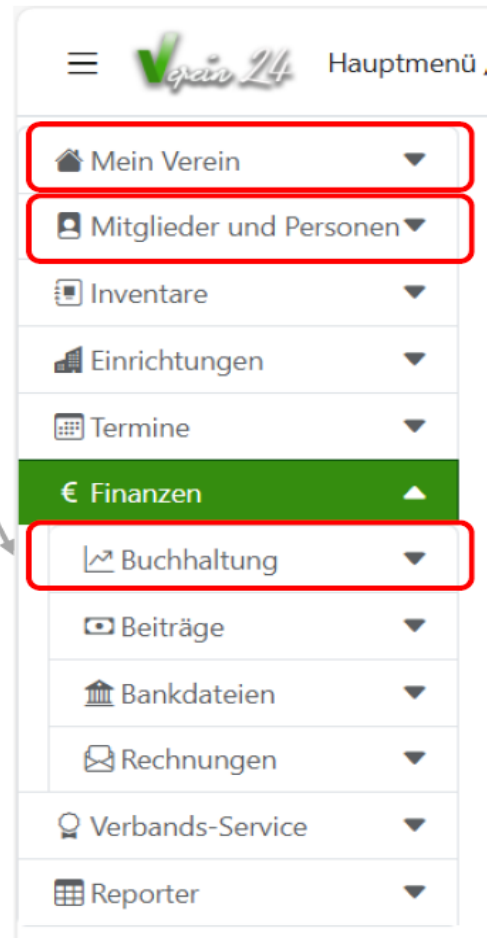 Verein 24 Hauptmenü
Mein Verein
Mitglieder und Personen
Inventare
Einrichtungen
Termine
€ Finanzen
Buchhaltung
Beiträge
Bankdateien
Rechnungen
Verbands-Service
Reporter